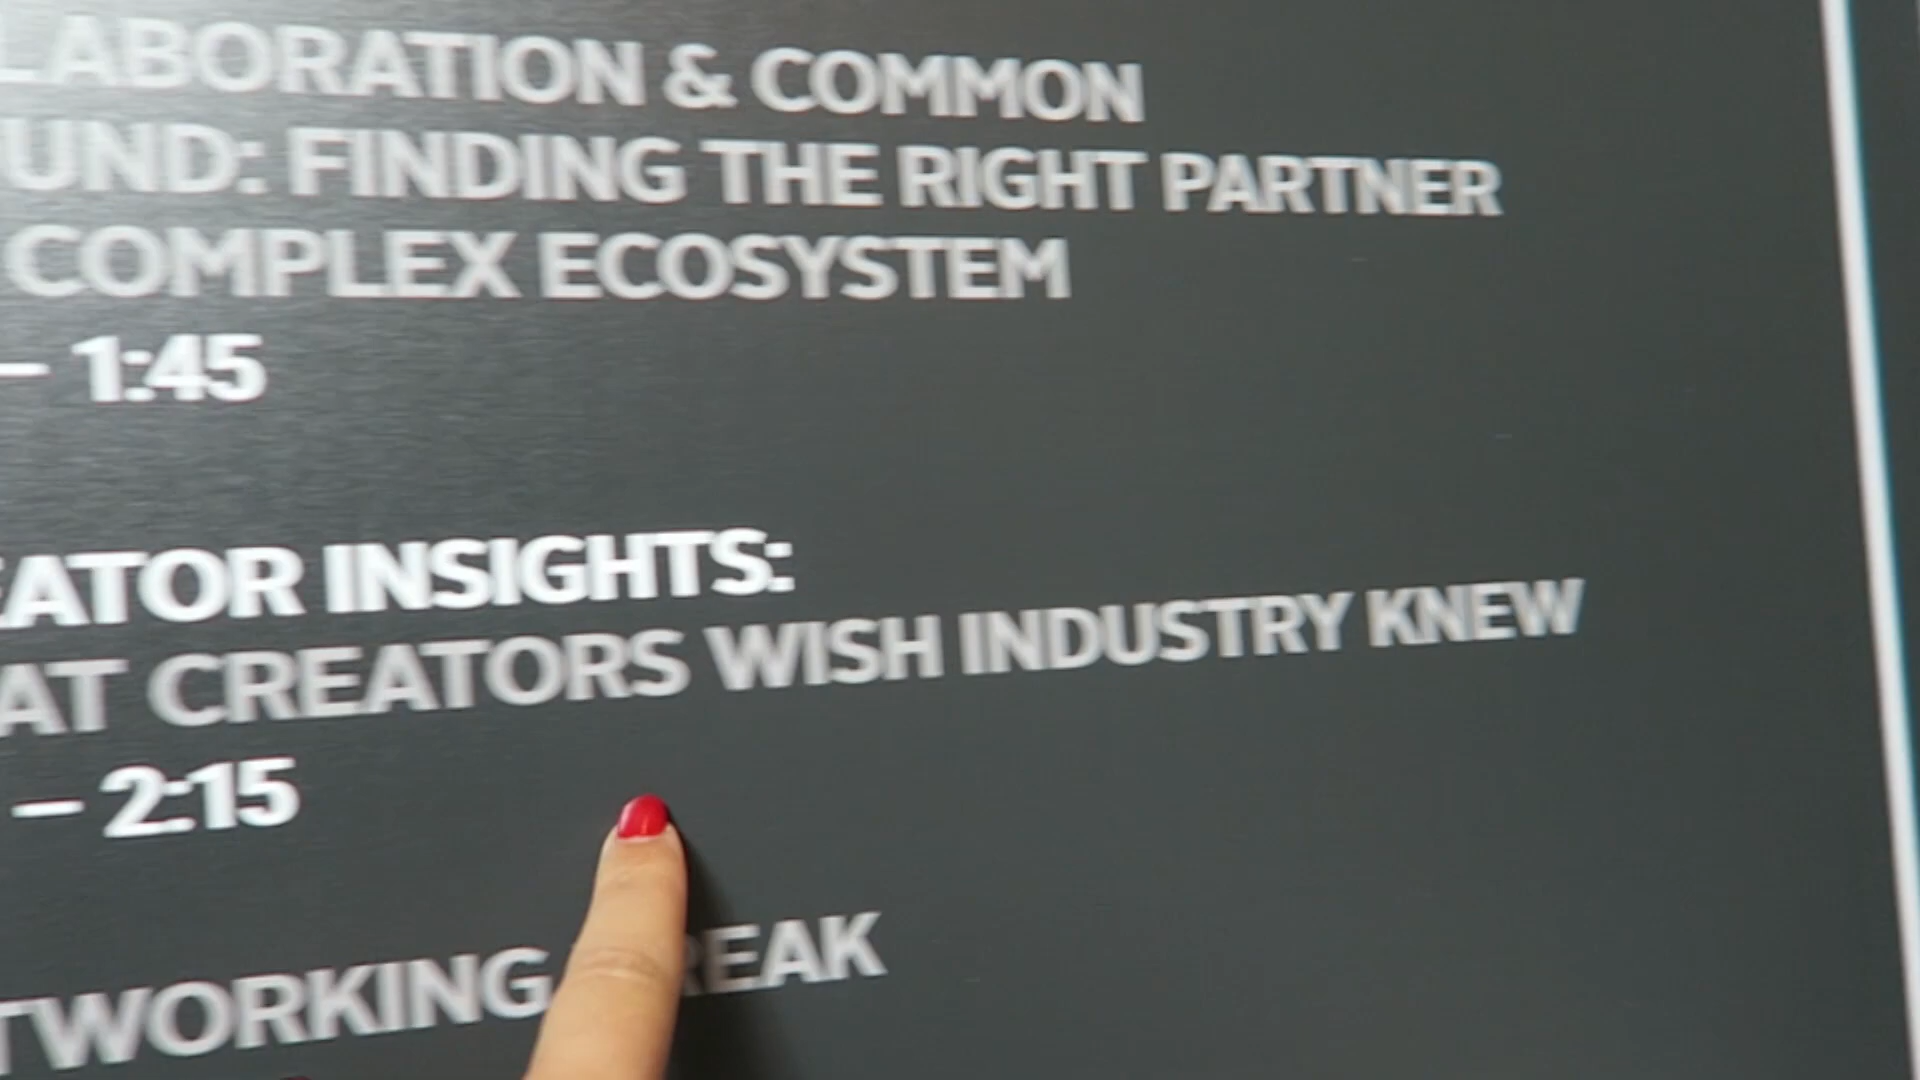 LABORATION & COMMON
UND: FINDING THE RIGHT PARTNER
COMPLEX ECOSYSTEM
– 1:45
EATOR INSIGHTS:
AT CREATORS WISH INDUSTRY KNEW
– 2:15
TWORKING REAK